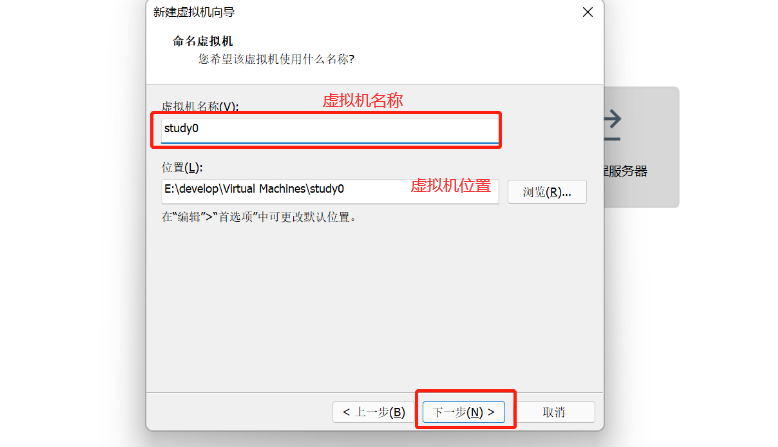 新建虚拟机向导
命名虚拟机
您希望该虚拟机使用什么名称?
虚拟机名称(V):
虚拟机名称
study0
位置(L):
E:\develop\Virtual Machines\study0
虚拟机位置
浏览(R)...
在“编辑”>“首选项”中可更改默认位置。
服务器
< 上一步(B)
下一步(N) >
取消